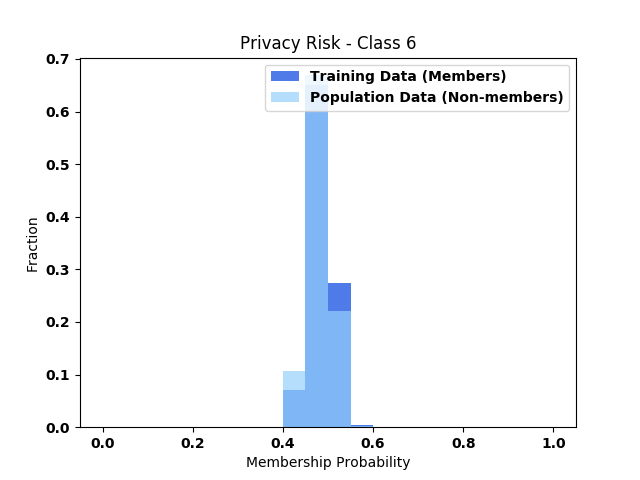 Privacy Risk - Class 6
Training Data (Members)
Population Data (Non-members)
0.7
0.6
0.5
0.4
0.3
0.2
0.1
0.0
Fraction
0.0 0.2 0.4 0.6 0.8 1.0
Membership Probability